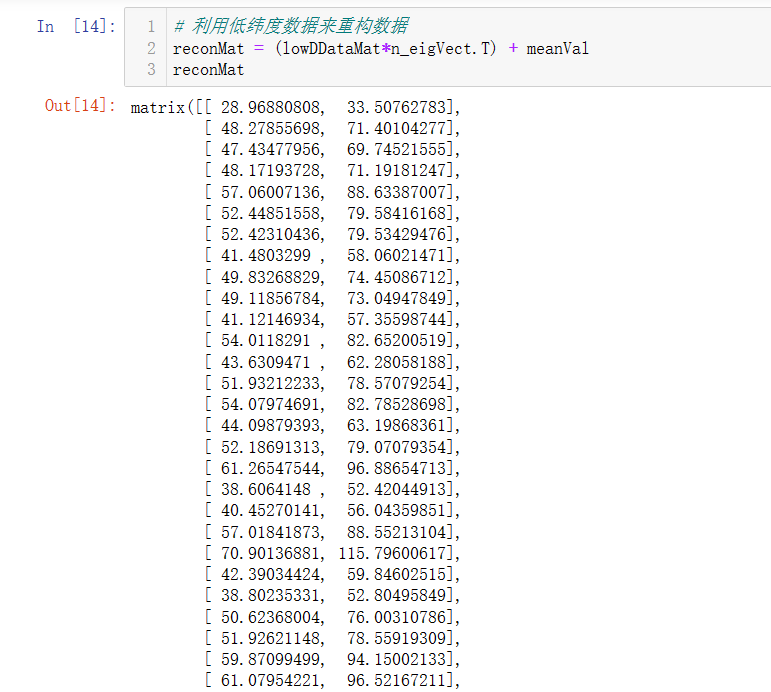 In [14]:
1 # 利用低纬度数据来重构数据
2 reconMat = (lowDDataMat*n_eigVect.T) + meanVal
3 reconMat
Out[14]: matrix([[ 28.96880808, 33.50762783],
[ 48.27855698, 71.40104277],
[ 47.43477956, 69.74521555],
[ 48.17193728, 71.19181247],
[ 57.06007136, 88.63387007],
[ 52.44851558, 79.58416168],
[ 52.42310436, 79.53429476],
[ 41.4803299 , 58.06021471],
[ 49.83268829, 74.45086712],
[ 49.11856784, 73.04947849],
[ 41.12146934, 57.35598744],
[ 54.0118291 , 82.65200519],
[ 43.6309471 , 62.28058188],
[ 51.93212233, 78.57079254],
[ 54.07974691, 82.78528698],
[ 44.09879393, 63.19868361],
[ 52.18691313, 79.07079354],
[ 61.26547544, 96.88654713],
[ 38.6064148 , 52.42044913],
[ 40.45270141, 56.04359851],
[ 57.01841873, 88.55213104],
[ 70.90136881, 115.79600617],
[ 42.39034424, 59.84602515],
[ 38.80235331, 52.80495849],
[ 50.62368004, 76.00310786],
[ 51.92621148, 78.55919309],
[ 59.87099499, 94.15002133],
[ 61.07954221, 96.52167211],